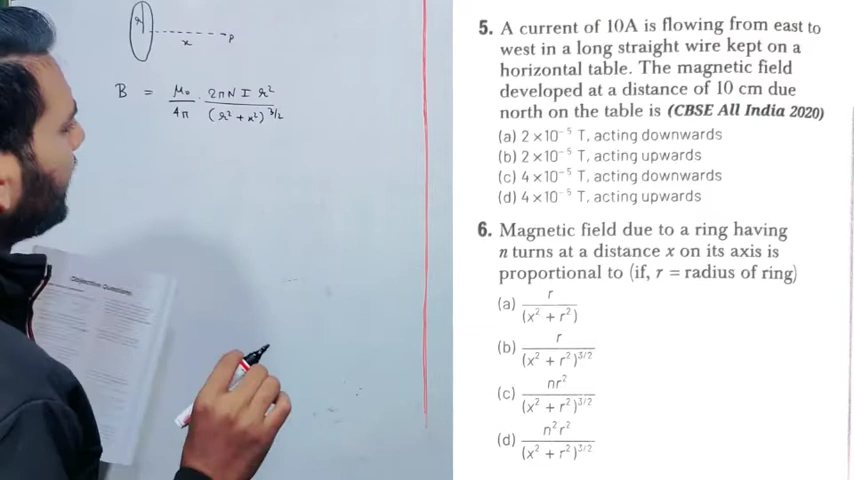 r
x
P
B = μ₀/4π · 2πNIr²/(r² + x²)^3/2
Objective Questions
5. A current of 10A is flowing from east to
west in a long straight wire kept on a
horizontal table. The magnetic field
developed at a distance of 10 cm due
north on the table is (CBSE All India 2020)
(a) 2 × 10⁻⁵ T, acting downwards
(b) 2 × 10⁻⁵ T, acting upwards
(c) 4 × 10⁻⁵ T, acting downwards
(d) 4 × 10⁻⁵ T, acting upwards
6. Magnetic field due to a ring having
n turns at a distance x on its axis is
proportional to (if, r = radius of ring)
(a) r/(x² + r²)
(b) r/(x² + r²)^3/2
(c) nr²/(x² + r²)^3/2
(d) n²r²/(x² + r²)^3/2